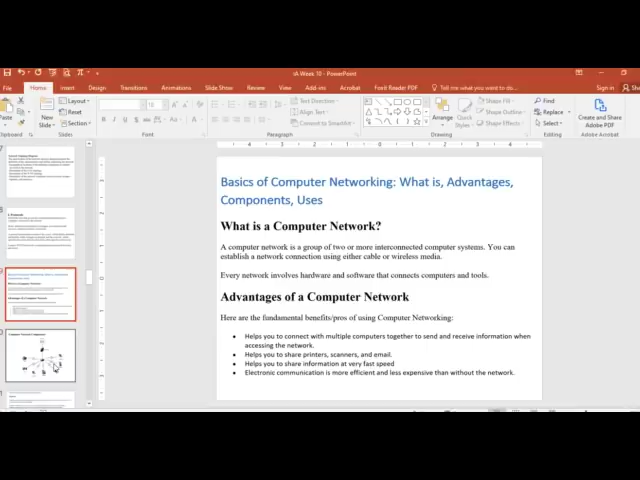 IA-Week 10 - PowerPoint
Sign in
Home Insert Design Transitions Animations Slide Show Review View Add-ins Acrobat Foxit Reader PDF Tell me what you want to do...
Layout
Reset
Section
New
Slides
Paste
Text Direction
Align Text
Convert to SmartArt
Arrange
Quick
Styles
Shape Fill
Shape Outline
Shape Effects
Find
Replace
Select
Create and Share
Adobe PDF
Clipboard Slides Font Paragraph Drawing Editing Adobe Acrobat
Basics of Computer Networking: What is, Advantages,
Components, Uses
What is a Computer Network?
A computer network is a group of two or more interconnected computer systems. You can
establish a network connection using either cable or wireless media.
Every network involves hardware and software that connects computers and tools.
Advantages of a Computer Network
Here are the fundamental benefits/pros of using Computer Networking:
• Helps you to connect with multiple computers together to send and receive information when
accessing the network.
• Helps you to share printers, scanners, and email.
• Helps you to share information at very fast speed
• Electronic communication is more efficient and less expensive than without the network.